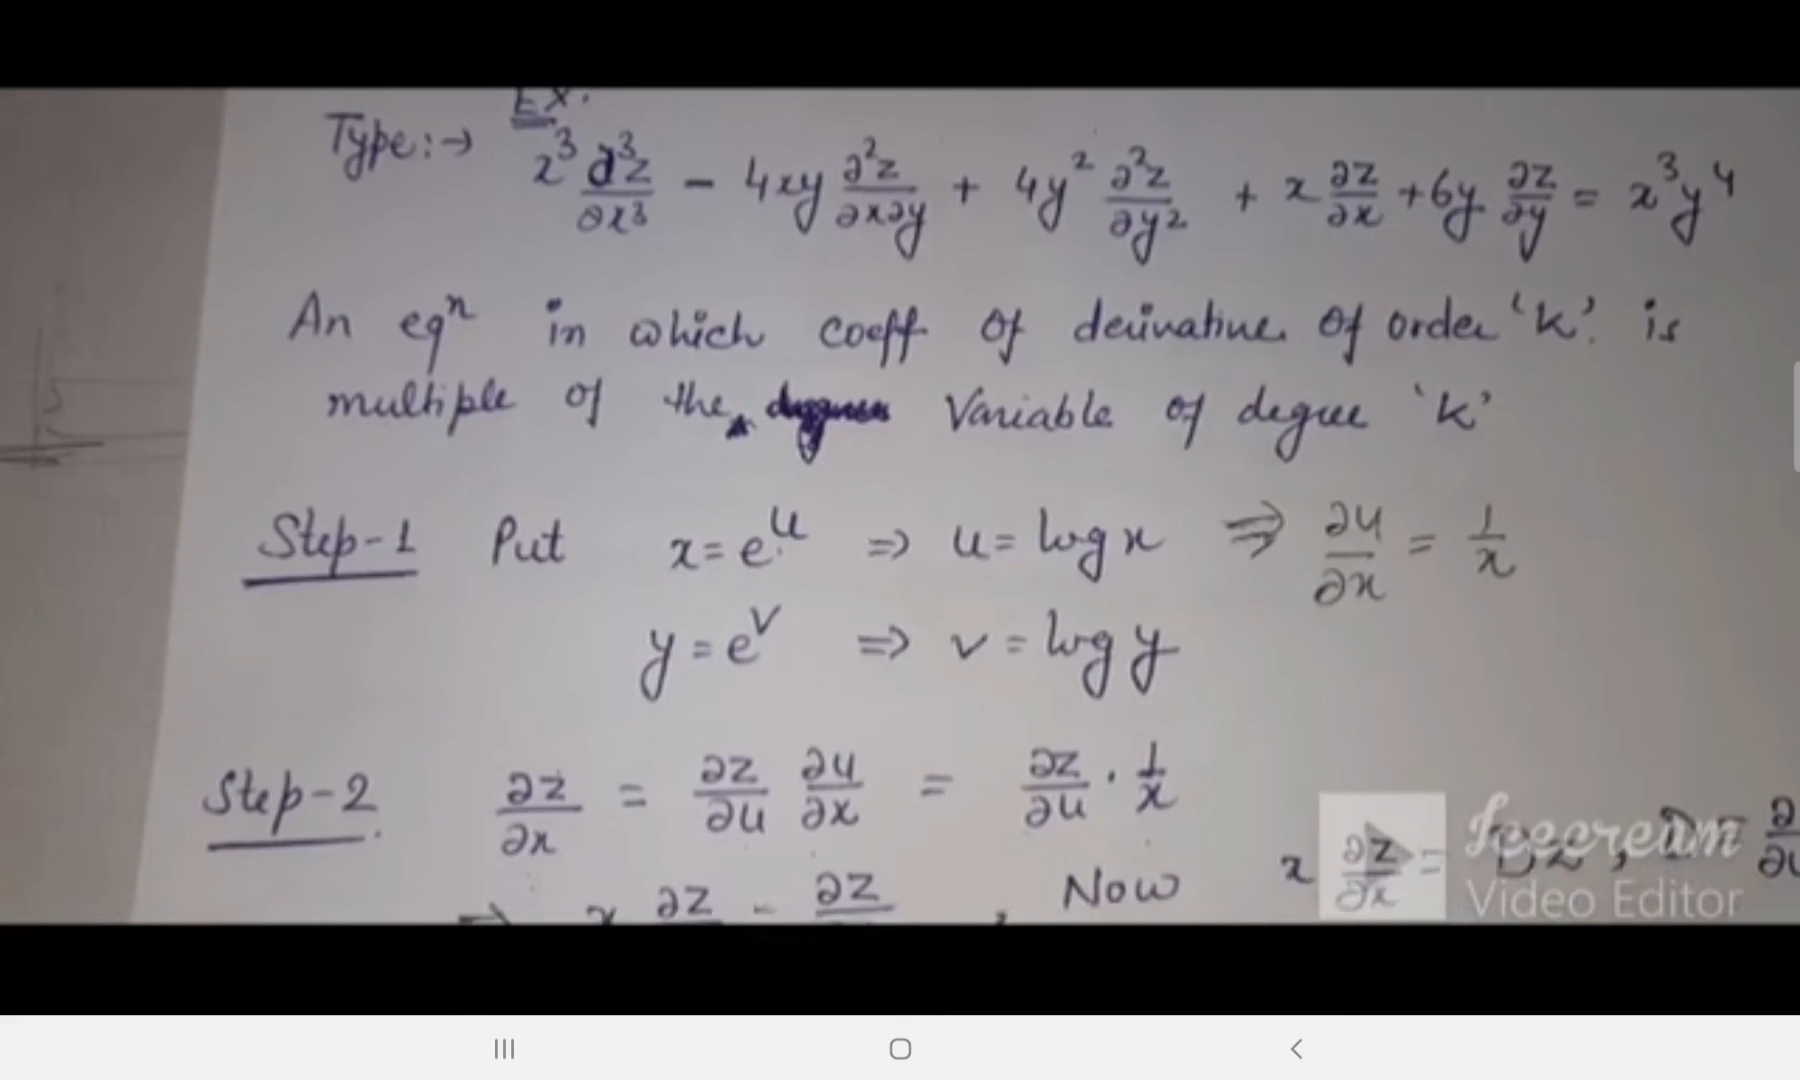 Ex.
Type:→ x³ ∂³z/∂x³ - 4xy ∂²z/∂x∂y + 4y² ∂²z/∂y² + x ∂z/∂x + 6y ∂z/∂y = x³y⁴
An eqⁿ in which coeff of derivative of order 'K' is
multiple of the Variable of degree 'K'
Step-1 Put x = eᵘ ⇒ u = log x ⇒ ∂u/∂x = 1/x
y = eᵛ ⇒ v = log y
Step-2 ∂z/∂x = ∂z/∂u ∂u/∂x = ∂z/∂u · 1/x
⇒ x ∂z = ∂z , Now x ∂z/∂x = Dz, D = ∂/∂u
Icecream
Video Editor